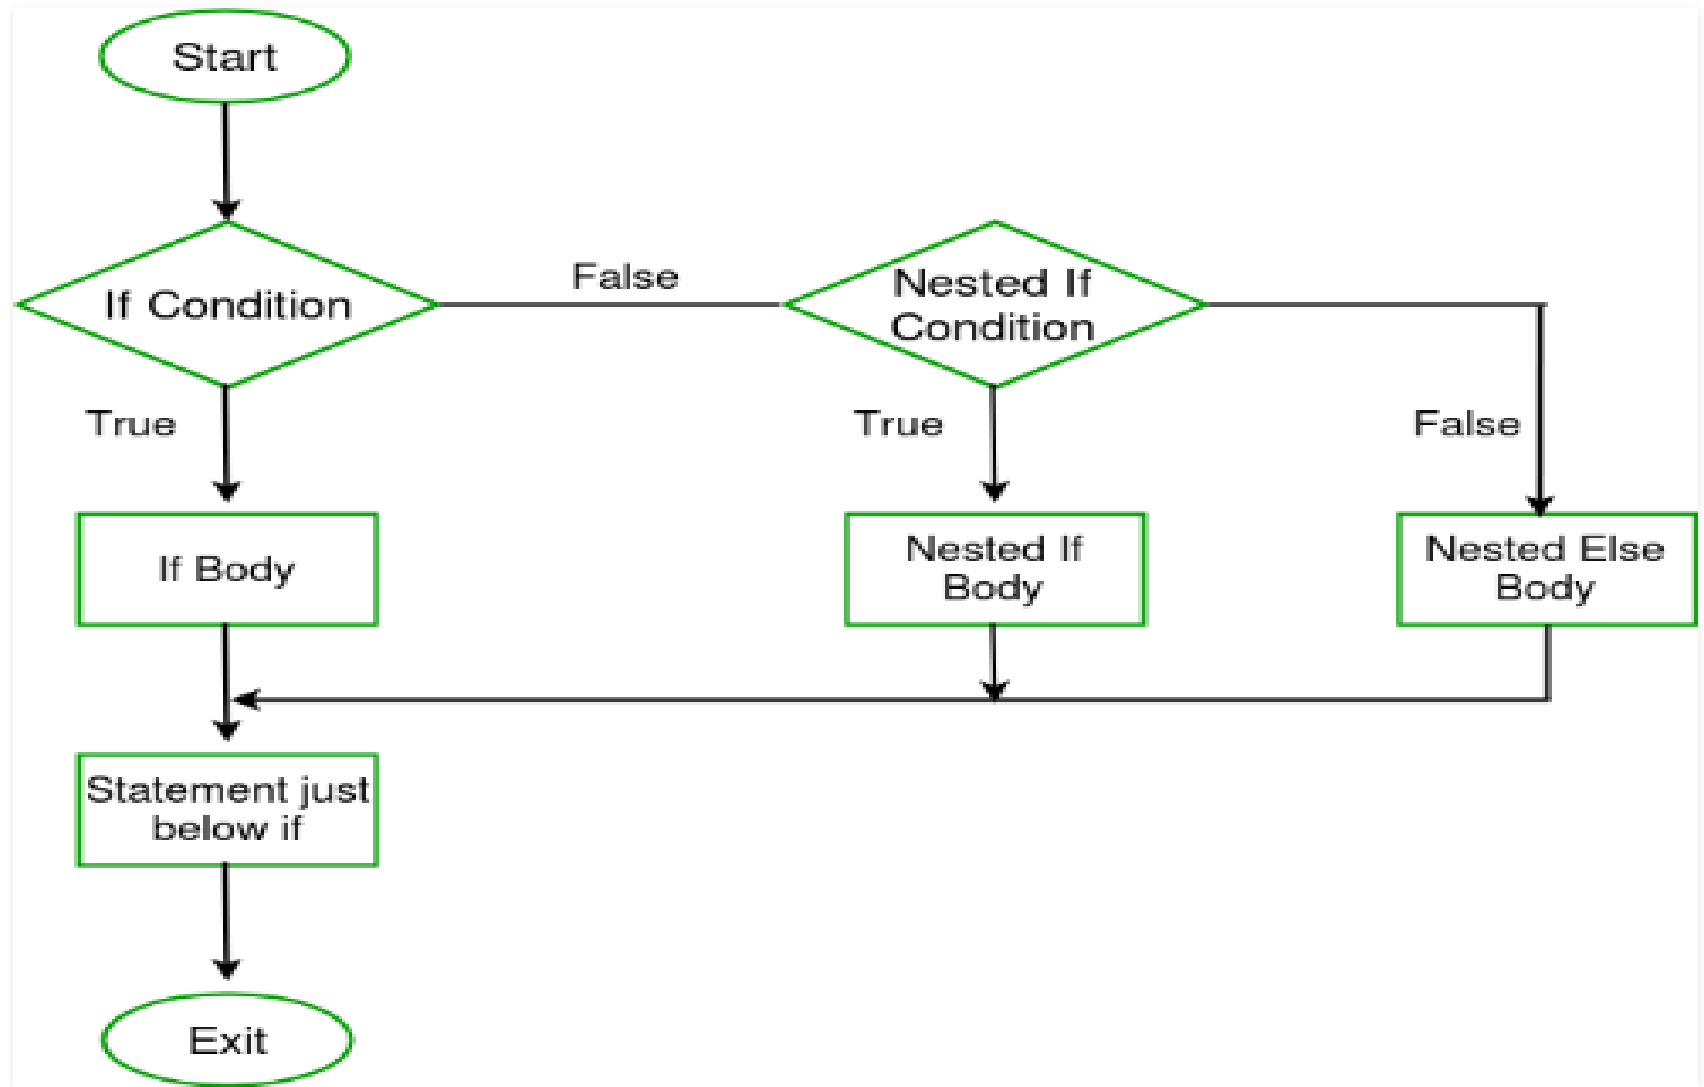 Start
If Condition
False
Nested If
Condition
True
True
False
If Body
Nested If
Body
Nested Else
Body
Statement just
below if
Exit